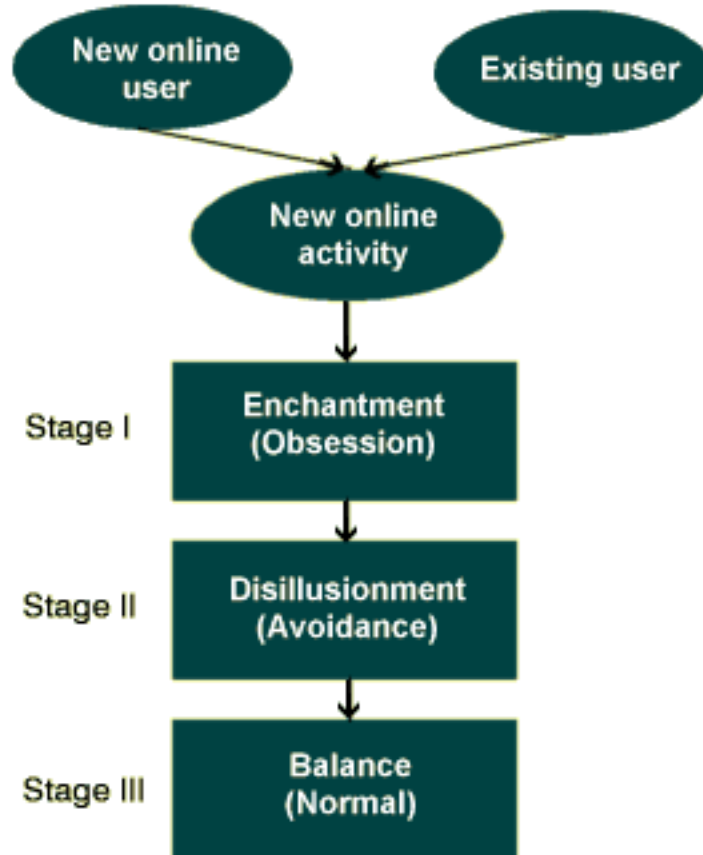 New online
user
Existing user
New online
activity
Stage I
Enchantment
(Obsession)
Stage II
Disillusionment
(Avoidance)
Stage III
Balance
(Normal)